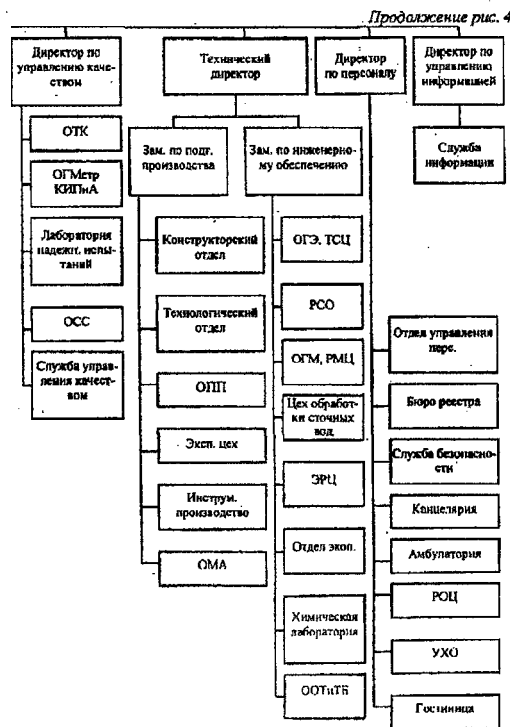 Продолжение рис. 4
Директор по
управлению каче-
ством
Технический
директор
Директор
по персоналу
Директор по
управлению
информацией
ОТК
ОГМетр
КИПиА
Лаборатория
надежн. испы-
таний
ОСС
Служба управ-
ления качест-
вом
Зам. по подг.
производства
Зам. по инженерно-
му обеспечению
Служба
информации
Конструкторский
отдел
Технологический
отдел
ОПП
Эксп. цех
Инструм.
производство
ОМА
ОГЭ, ТСЦ
РСО
ОГМ, РМЦ
Цех обработ-
ки сточных
вод
ЭРЦ
Отдел экол.
Химическая
лаборатория
ООТиТБ
Отдел управления
пере.
Бюро реестра
Служба безопасно-
сти
Канцелярия
Амбулатория
РОЦ
УХО
Гостиница